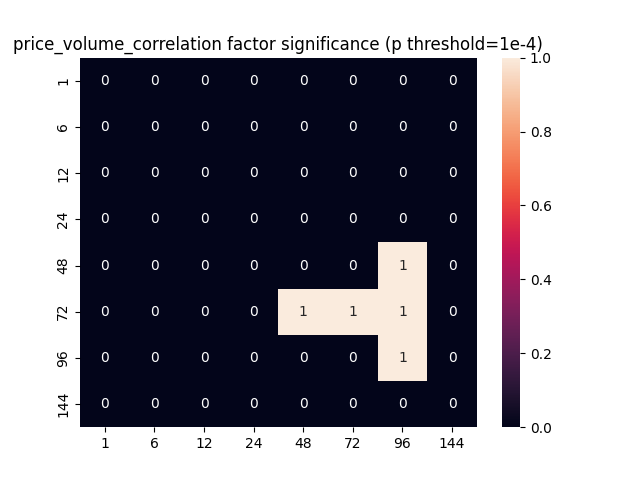 price_volume_correlation factor significance (p threshold=1e-4)
1 0 0 0 0 0 0 0 0
6 0 0 0 0 0 0 0 0
12 0 0 0 0 0 0 0 0
24 0 0 0 0 0 0 0 0
48 0 0 0 0 0 0 1 0
72 0 0 0 0 1 1 1 0
96 0 0 0 0 0 0 1 0
144 0 0 0 0 0 0 0 0
1 6 12 24 48 72 96 144
1.0
0.8
0.6
0.4
0.2
0.0